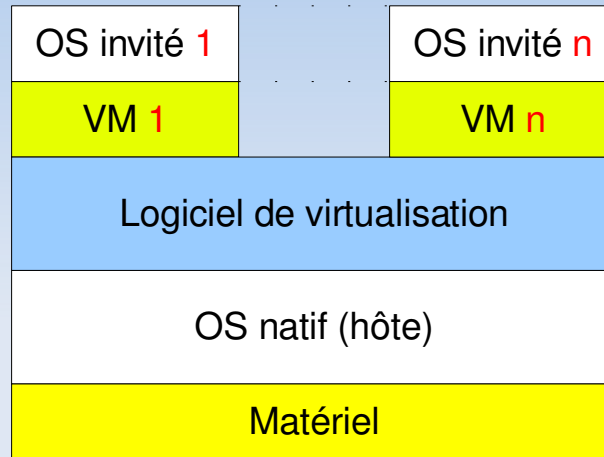 OS invité 1
OS invité n
VM 1
VM n
Logiciel de virtualisation
OS natif (hôte)
Matériel